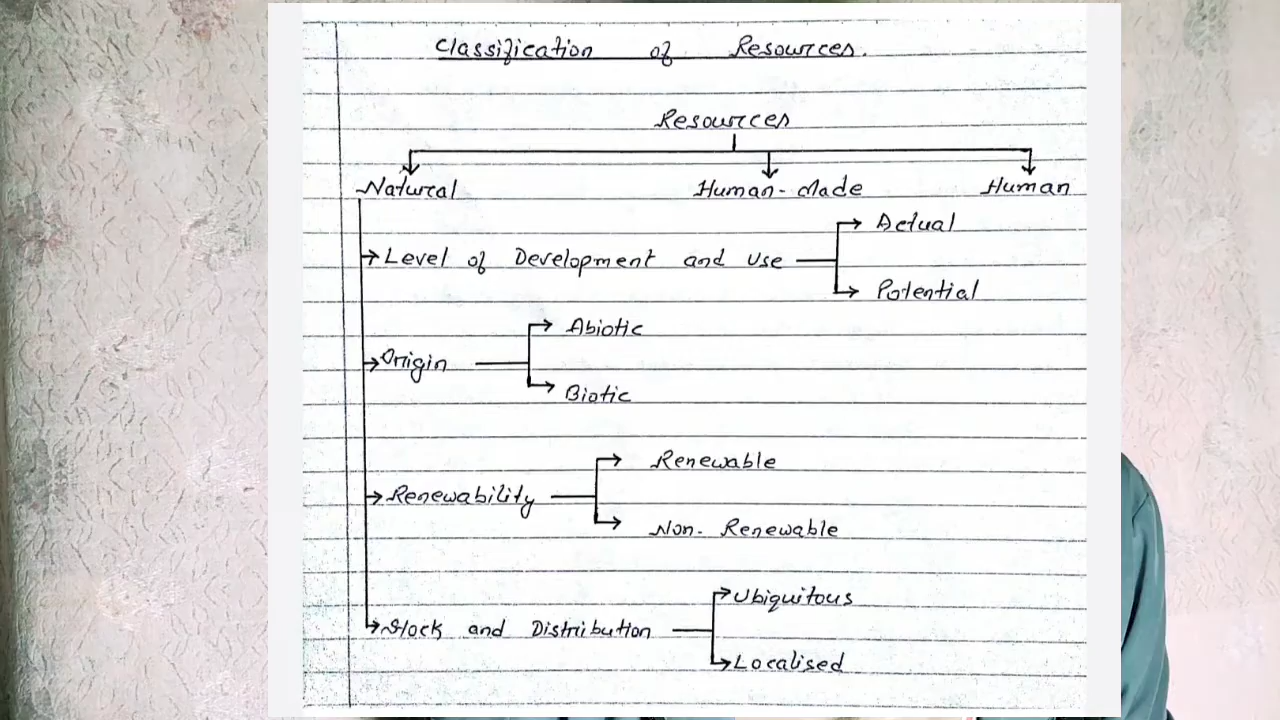 Classification of Resources.
Resources
Natural Human-Made Human
Actual
Level of Development and Use
Potential
Abiotic
Origin
Biotic
Renewable
Renewability
Non-Renewable
Ubiquitous
Stock and Distribution
Localised